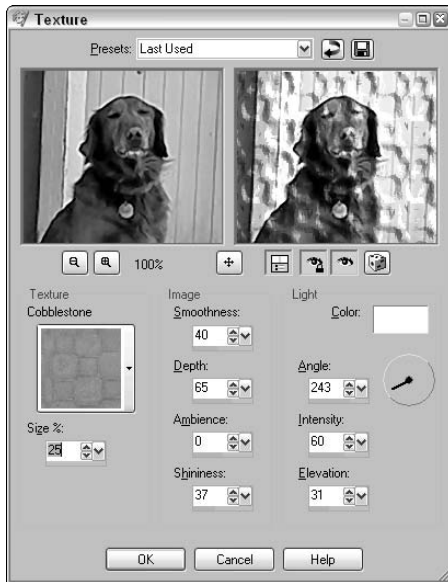 Texture
Presets: Last Used
100%
Texture
Cobblestone
Size %:
25
Image
Smoothness:
40
Depth:
65
Ambience:
0
Shininess:
37
Light
Color:
Angle:
243
Intensity:
60
Elevation:
31
OK
Cancel
Help